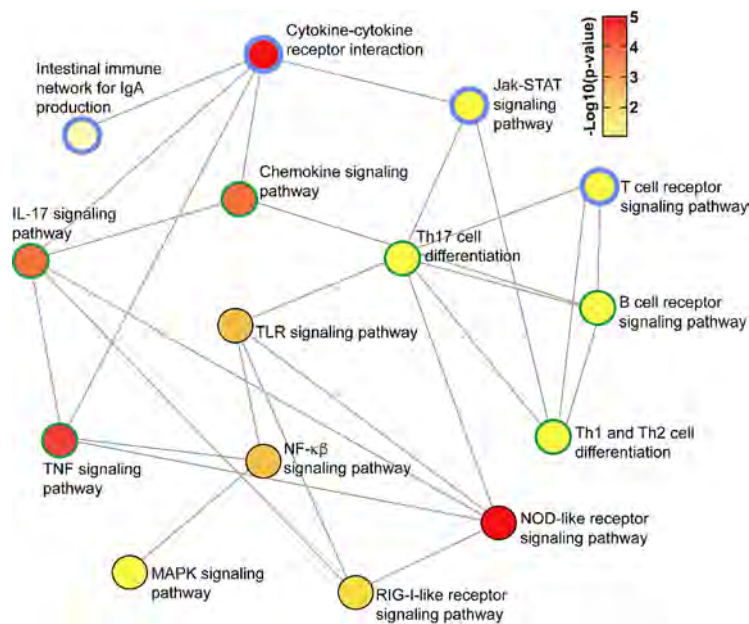 Cytokine-cytokine
receptor interaction
Intestinal immune
network for IgA
production
Jak-STAT
signaling
pathway
-Log10(p-value)
5
4
3
2
Chemokine signaling
pathway
T cell receptor
signaling pathway
IL-17 signaling
pathway
Th17 cell
differentiation
B cell receptor
signaling pathway
TLR signaling pathway
Th1 and Th2 cell
differentiation
TNF signaling
pathway
NF-κβ
signaling pathway
NOD-like receptor
signaling pathway
MAPK signaling
pathway
RIG-I-like receptor
signaling pathway